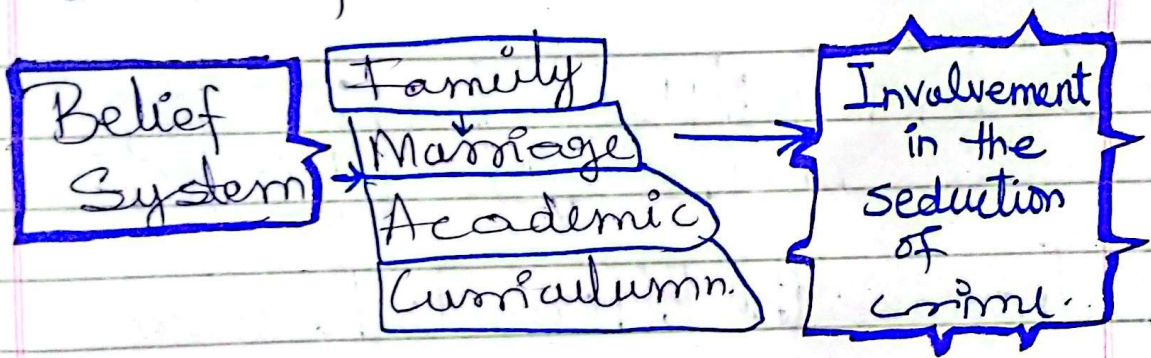 Belief
System
Family
Marriage
Academic
Curriculumn.
Involvement
in the
seduction
of
crime.